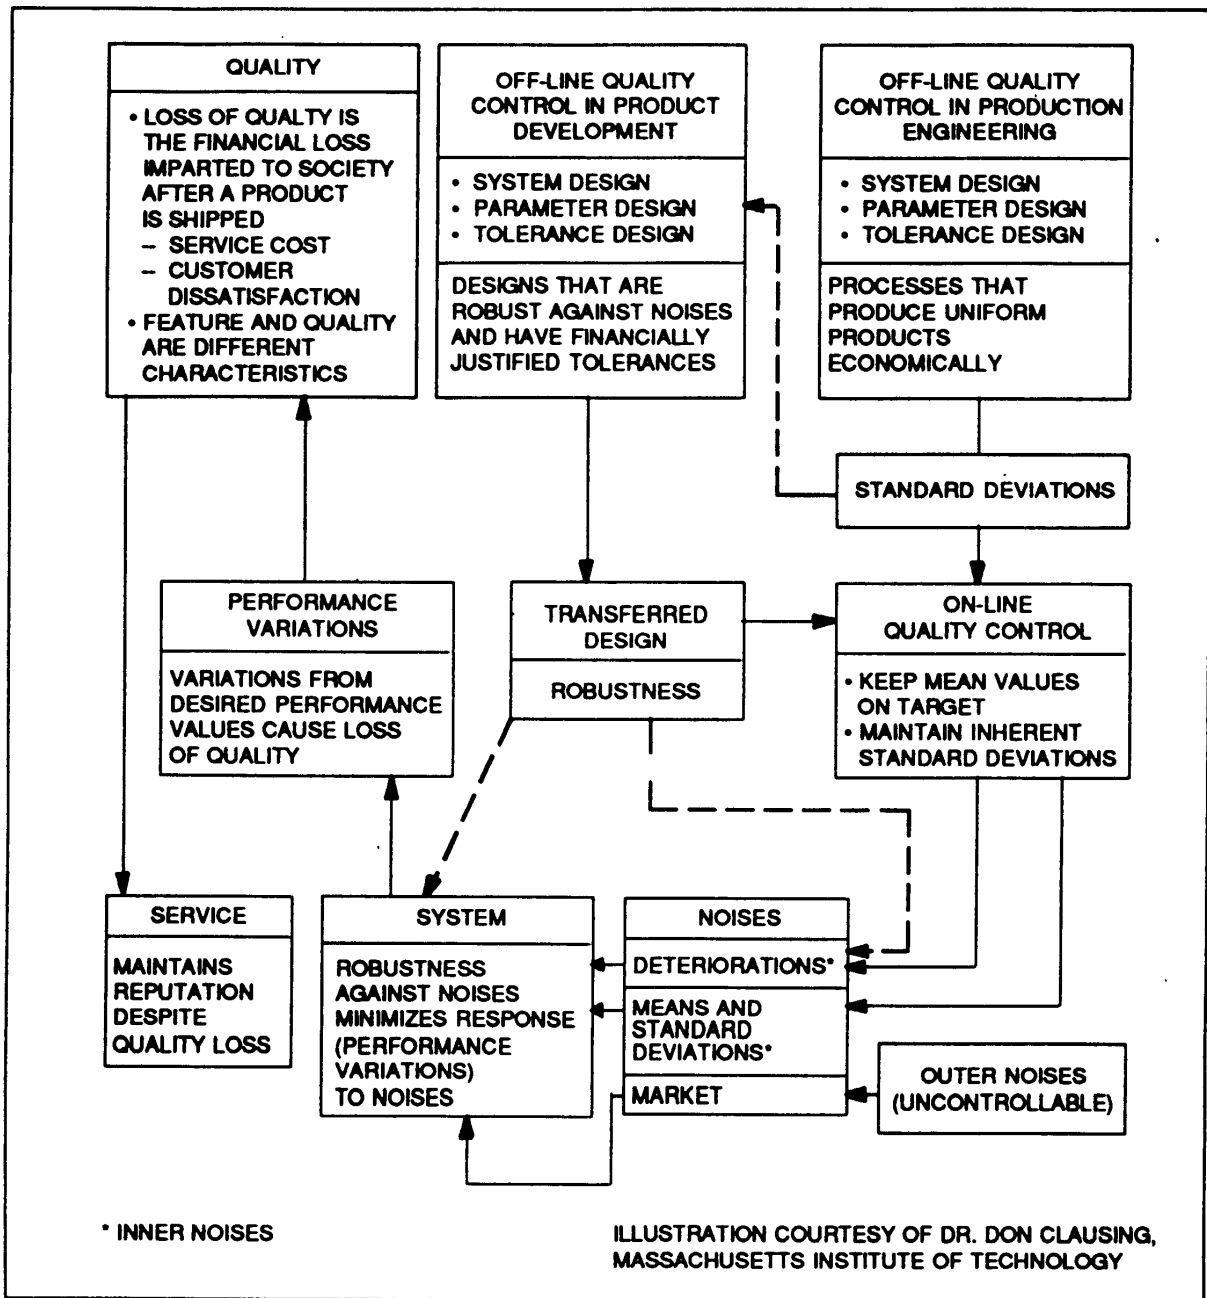 QUALITY
• LOSS OF QUALTY IS
THE FINANCIAL LOSS
IMPARTED TO SOCIETY
AFTER A PRODUCT
IS SHIPPED
– SERVICE COST
– CUSTOMER
DISSATISFACTION
• FEATURE AND QUALITY
ARE DIFFERENT
CHARACTERISTICS
OFF-LINE QUALITY
CONTROL IN PRODUCT
DEVELOPMENT
• SYSTEM DESIGN
• PARAMETER DESIGN
• TOLERANCE DESIGN
DESIGNS THAT ARE
ROBUST AGAINST NOISES
AND HAVE FINANCIALLY
JUSTIFIED TOLERANCES
OFF-LINE QUALITY
CONTROL IN PRODUCTION
ENGINEERING
• SYSTEM DESIGN
• PARAMETER DESIGN
• TOLERANCE DESIGN
PROCESSES THAT
PRODUCE UNIFORM
PRODUCTS
ECONOMICALLY
STANDARD DEVIATIONS
PERFORMANCE
VARIATIONS
VARIATIONS FROM
DESIRED PERFORMANCE
VALUES CAUSE LOSS
OF QUALITY
TRANSFERRED
DESIGN
ROBUSTNESS
ON-LINE
QUALITY CONTROL
• KEEP MEAN VALUES
ON TARGET
• MAINTAIN INHERENT
STANDARD DEVIATIONS
SERVICE
MAINTAINS
REPUTATION
DESPITE
QUALITY LOSS
SYSTEM
ROBUSTNESS
AGAINST NOISES
MINIMIZES RESPONSE
(PERFORMANCE
VARIATIONS)
TO NOISES
NOISES
DETERIORATIONS*
MEANS AND
STANDARD
DEVIATIONS*
MARKET
OUTER NOISES
(UNCONTROLLABLE)
* INNER NOISES
ILLUSTRATION COURTESY OF DR. DON CLAUSING,
MASSACHUSETTS INSTITUTE OF TECHNOLOGY